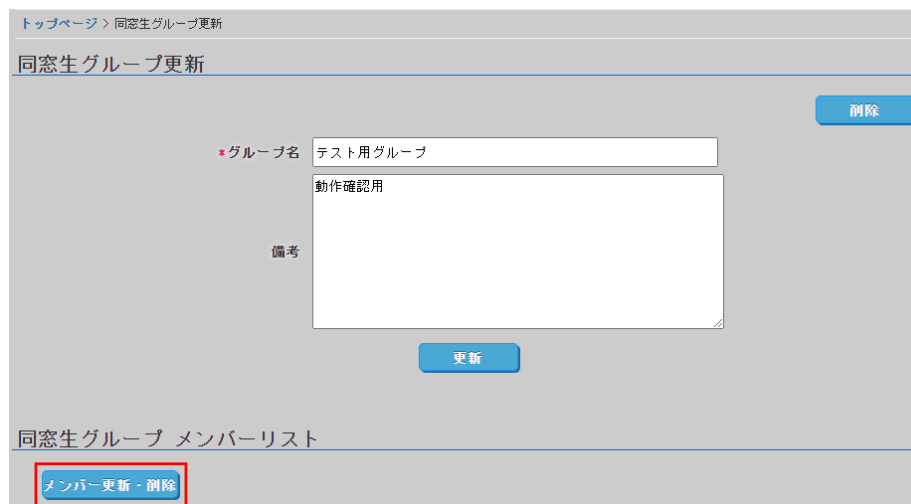 トップページ > 同窓生グループ更新
同窓生グループ更新
削除
*グループ名 テスト用グループ
動作確認用
備考
更新
同窓生グループ メンバーリスト
メンバー更新・削除